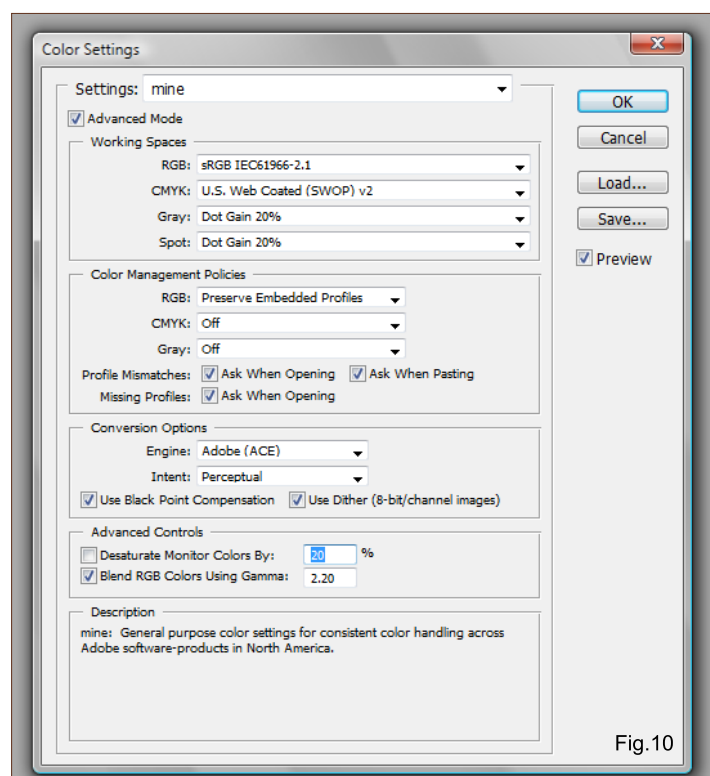 Color Settings
Settings: mine
OK
Advanced Mode
Cancel
Working Spaces
RGB: sRGB IEC61966-2.1
CMYK: U.S. Web Coated (SWOP) v2
Load...
Gray: Dot Gain 20%
Save...
Spot: Dot Gain 20%
Preview
Color Management Policies
RGB: Preserve Embedded Profiles
CMYK: Off
Gray: Off
Profile Mismatches: Ask When Opening Ask When Pasting
Missing Profiles: Ask When Opening
Conversion Options
Engine: Adobe (ACE)
Intent: Perceptual
Use Black Point Compensation Use Dither (8-bit/channel images)
Advanced Controls
Desaturate Monitor Colors By: 20 %
Blend RGB Colors Using Gamma: 2.20
Description
mine: General purpose color settings for consistent color handling across
Adobe software-products in North America.
Fig.10